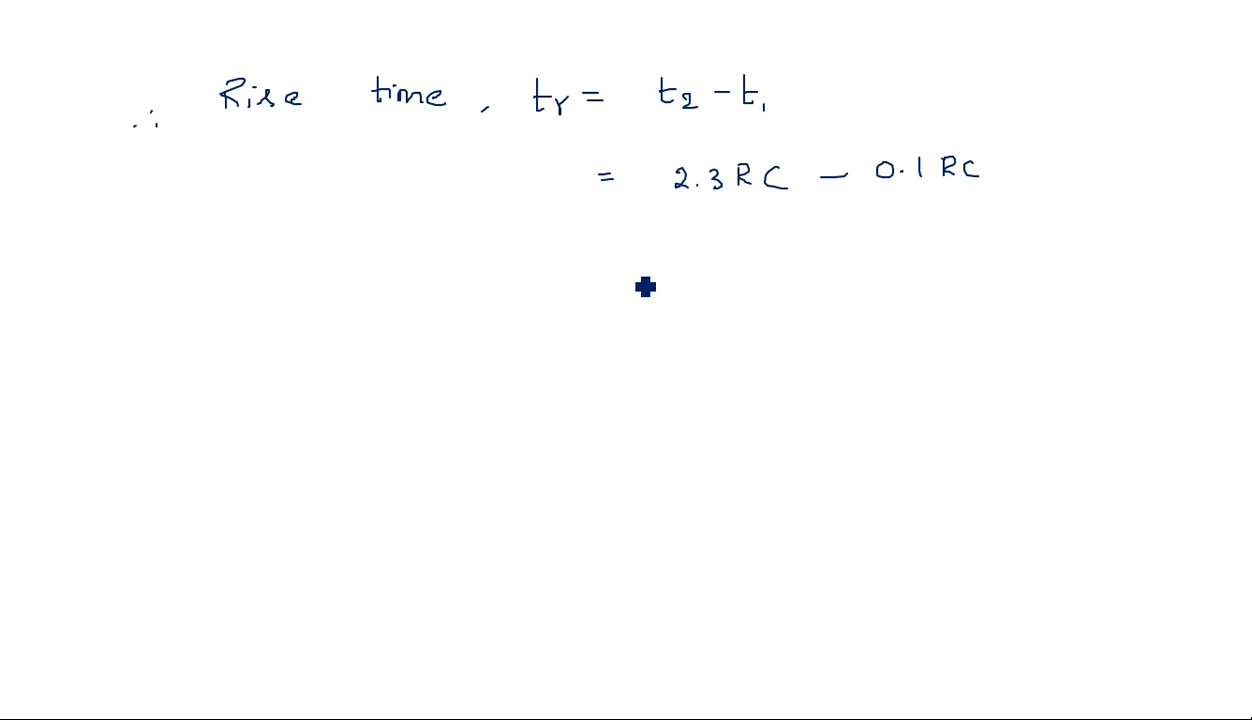 ∴ Rise time, tr = t2 - t1
= 2.3 RC - 0.1 RC